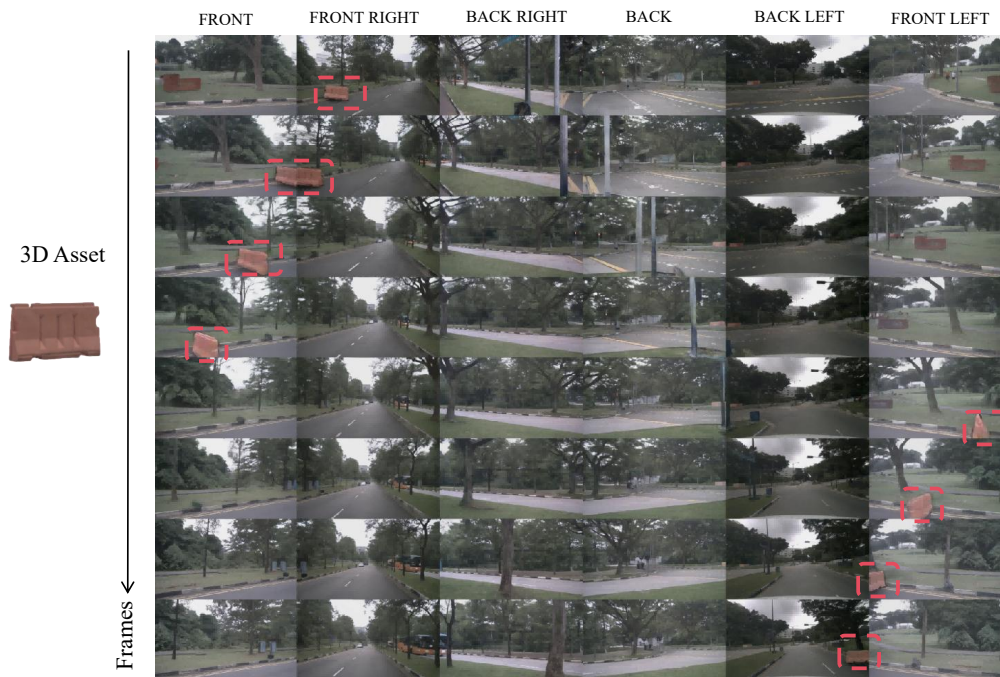 FRONT
FRONT RIGHT
BACK RIGHT
BACK
BACK LEFT
FRONT LEFT
3D Asset
Frames